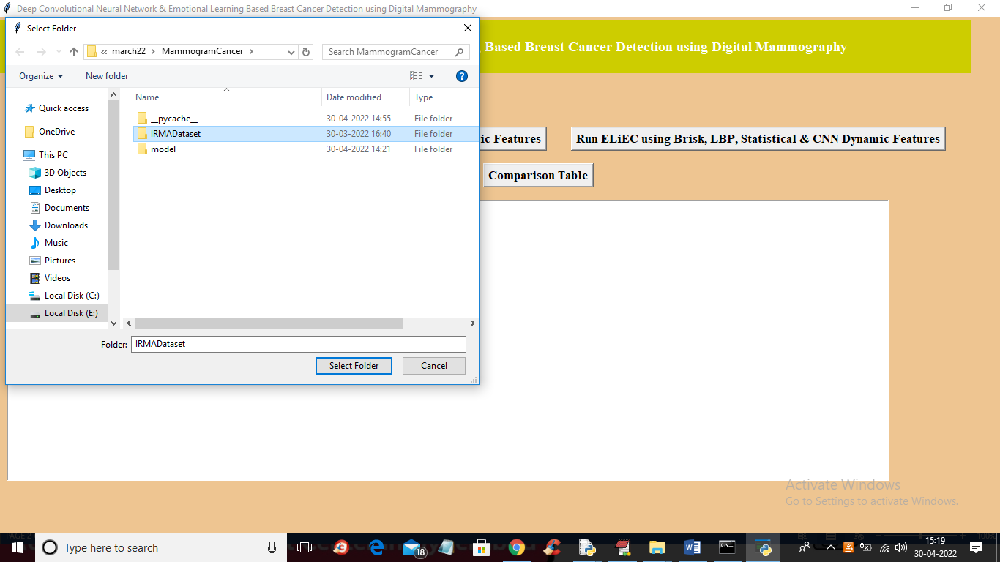 Deep Convolutional Neural Network & Emotional Learning Based Breast Cancer Detection using Digital Mammography
Select Folder
« march22 > MammogramCancer >
Search MammogramCancer
Based Breast Cancer Detection using Digital Mammography
Organize
New folder
?
Name
Date modified
Type
Quick access
OneDrive
This PC
3D Objects
Desktop
Documents
Downloads
Music
Pictures
Videos
Local Disk (C:)
Local Disk (E:)
__pycache__ 30-04-2022 14:55 File folder
IRMADataset 30-03-2022 16:40 File folder
model 30-04-2022 14:21 File folder
ic Features
Run ELiEC using Brisk, LBP, Statistical & CNN Dynamic Features
Comparison Table
Folder: IRMADataset
Select Folder
Cancel
Activate Windows
Go to Settings to activate Windows.
PAGE 2
100%
Type here to search
18
15:19
30-04-2022